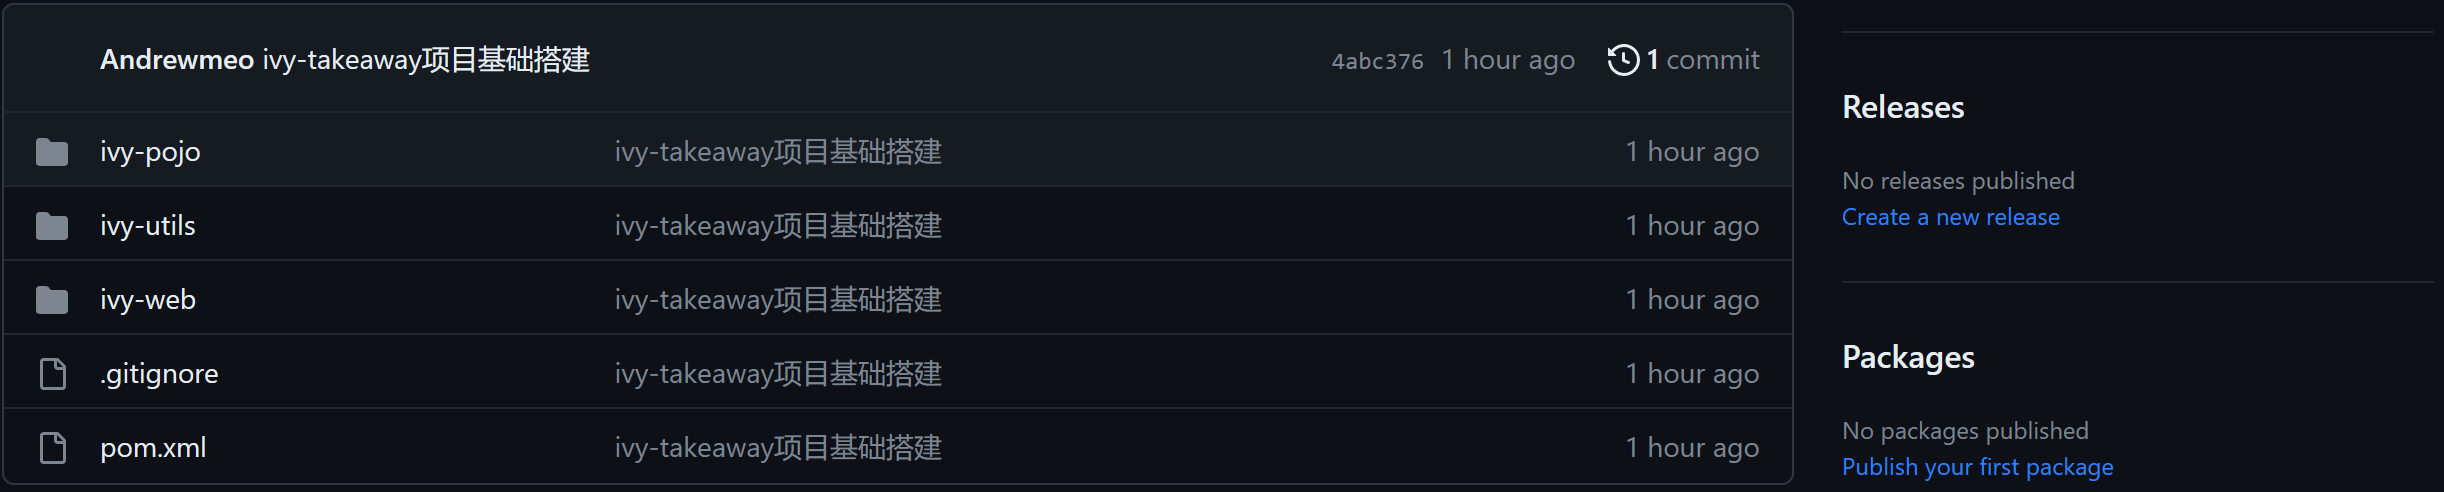 Andrewmeo ivy-takeaway项目基础搭建 4abc376 1 hour ago 1 commit
ivy-pojo ivy-takeaway项目基础搭建 1 hour ago
ivy-utils ivy-takeaway项目基础搭建 1 hour ago
ivy-web ivy-takeaway项目基础搭建 1 hour ago
.gitignore ivy-takeaway项目基础搭建 1 hour ago
pom.xml ivy-takeaway项目基础搭建 1 hour ago
Releases
No releases published
Create a new release
Packages
No packages published
Publish your first package